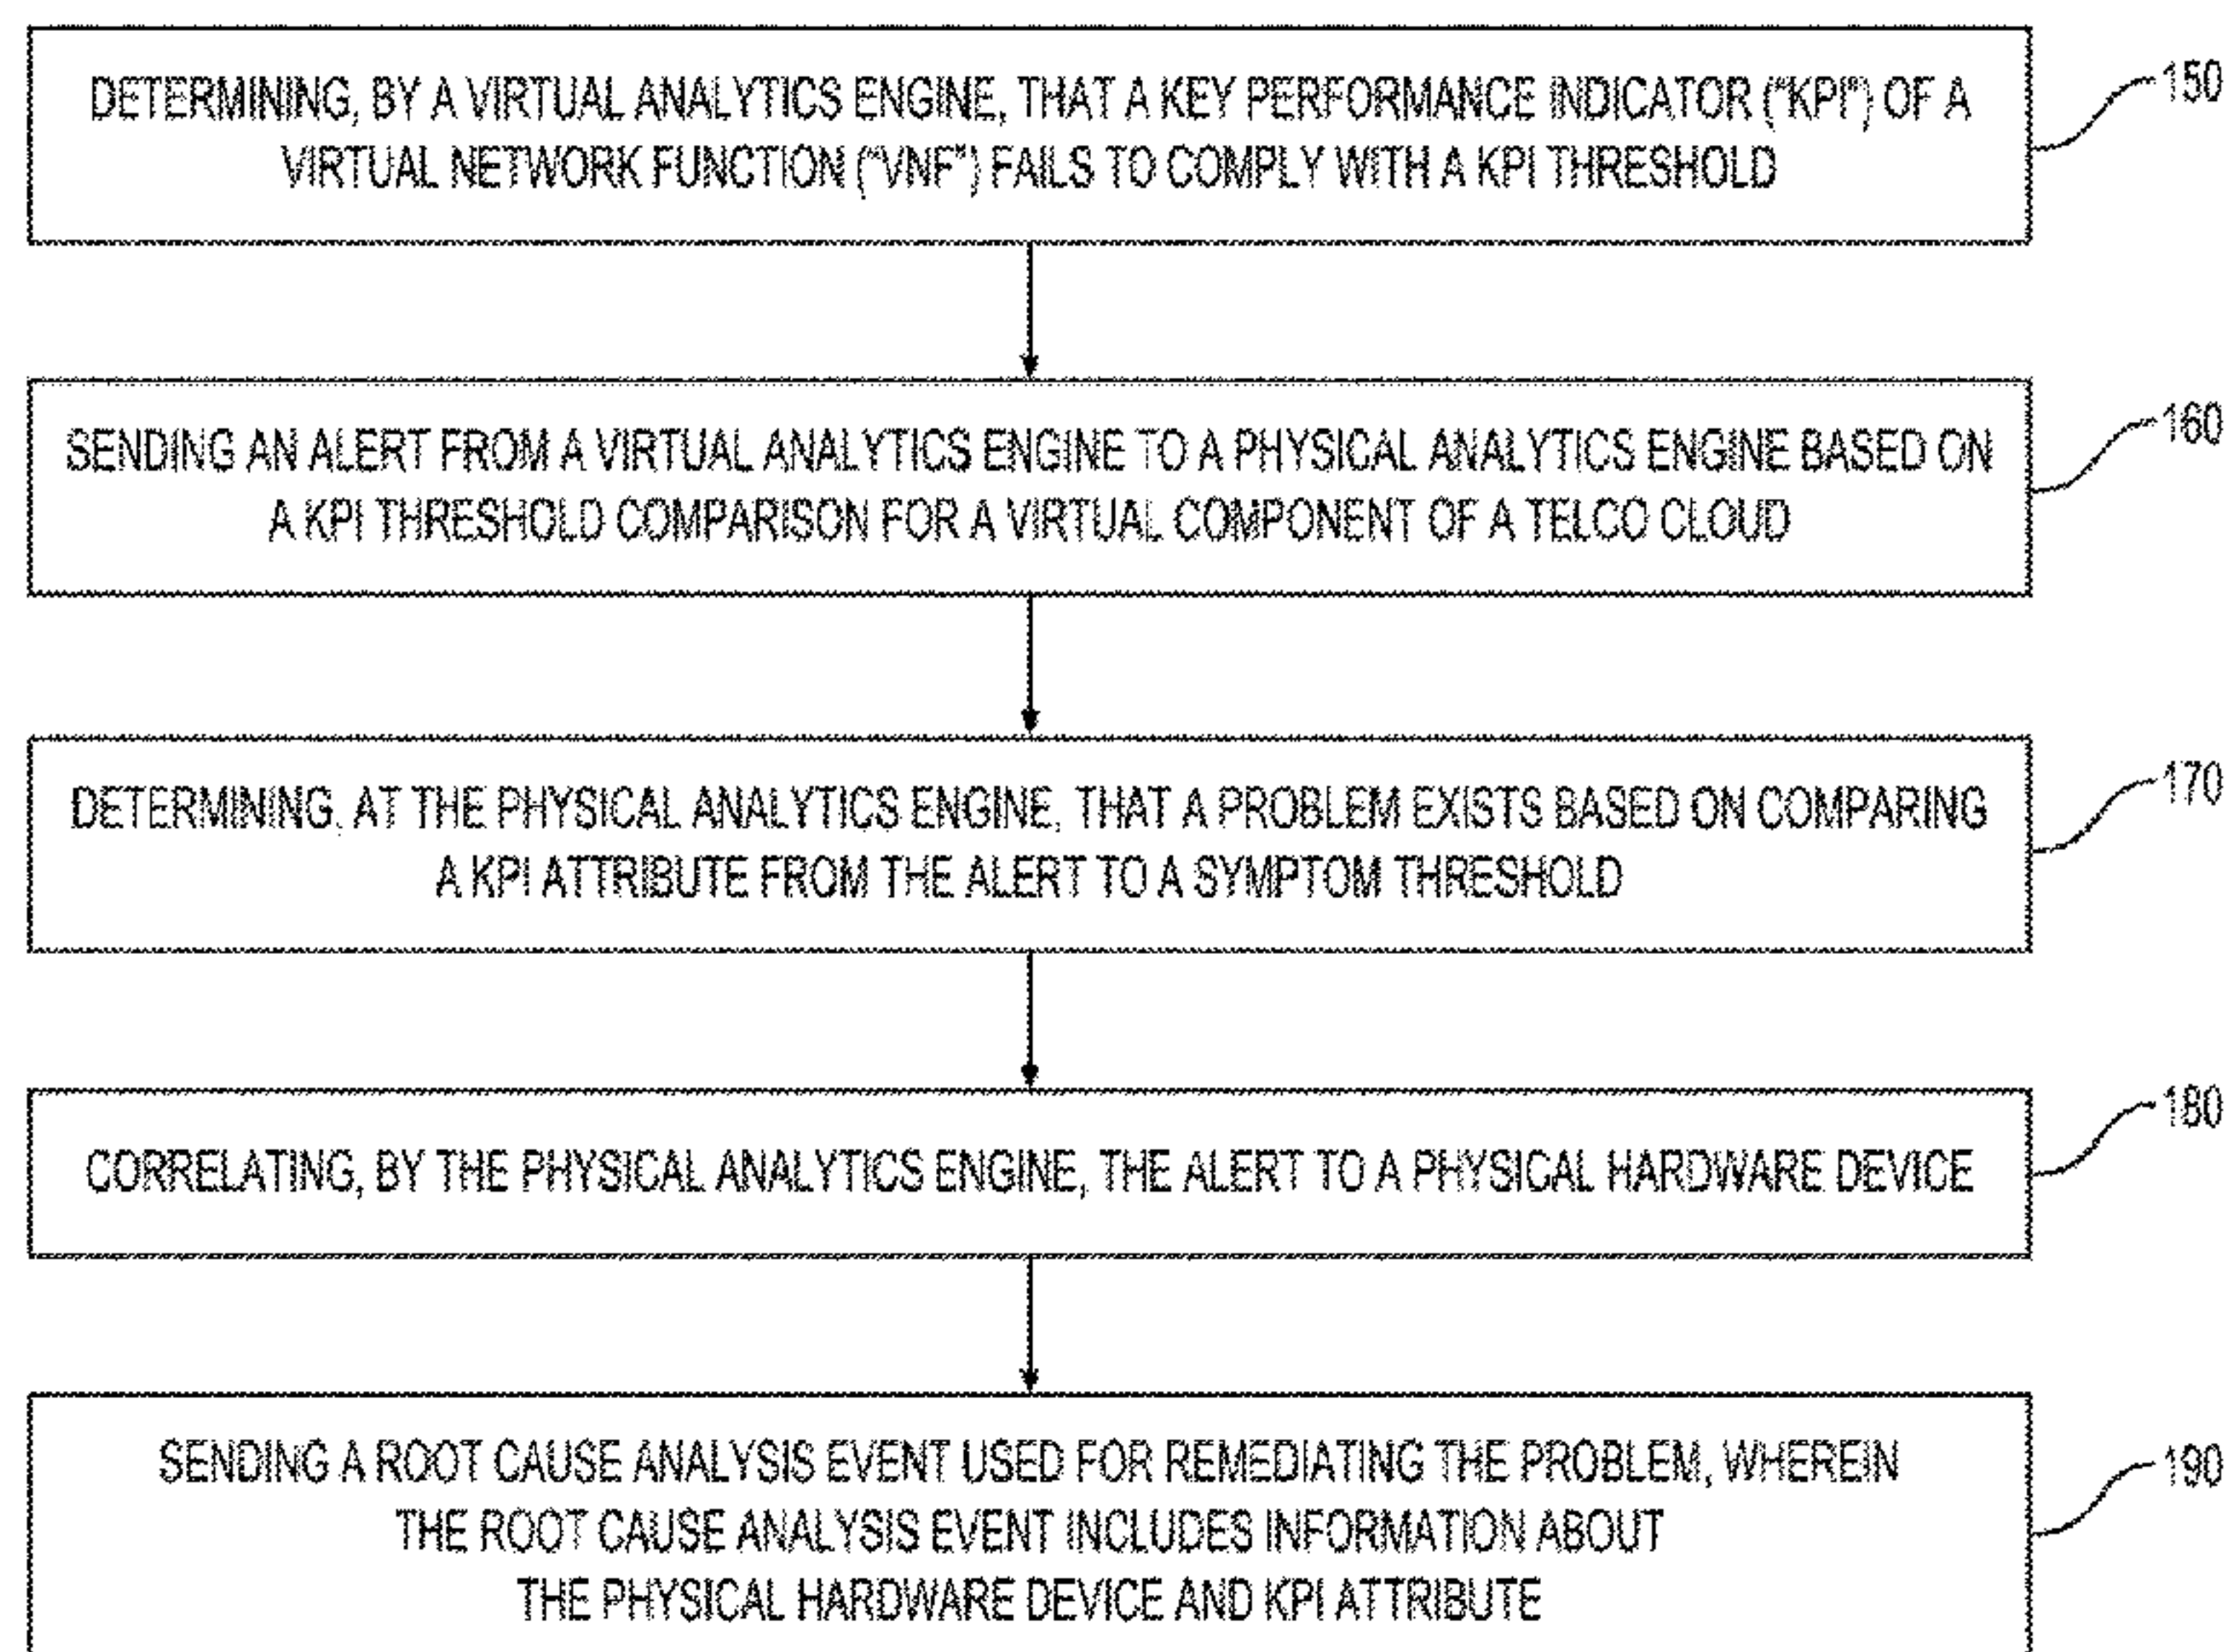 DETERMINING, BY A VIRTUAL ANALYTICS ENGINE, THAT A KEY PERFORMANCE INDICATOR ("KPI") OF A
VIRTUAL NETWORK FUNCTION ("VNF") FAILS TO COMPLY WITH A KPI THRESHOLD
150
SENDING AN ALERT FROM A VIRTUAL ANALYTICS ENGINE TO A PHYSICAL ANALYTICS ENGINE BASED ON
A KPI THRESHOLD COMPARISON FOR A VIRTUAL COMPONENT OF A TELCO CLOUD
160
DETERMINING, AT THE PHYSICAL ANALYTICS ENGINE, THAT A PROBLEM EXISTS BASED ON COMPARING
A KPI ATTRIBUTE FROM THE ALERT TO A SYMPTOM THRESHOLD
170
CORRELATING, BY THE PHYSICAL ANALYTICS ENGINE, THE ALERT TO A PHYSICAL HARDWARE DEVICE
180
SENDING A ROOT CAUSE ANALYSIS EVENT USED FOR REMEDIATING THE PROBLEM, WHEREIN
THE ROOT CAUSE ANALYSIS EVENT INCLUDES INFORMATION ABOUT
THE PHYSICAL HARDWARE DEVICE AND KPI ATTRIBUTE
190